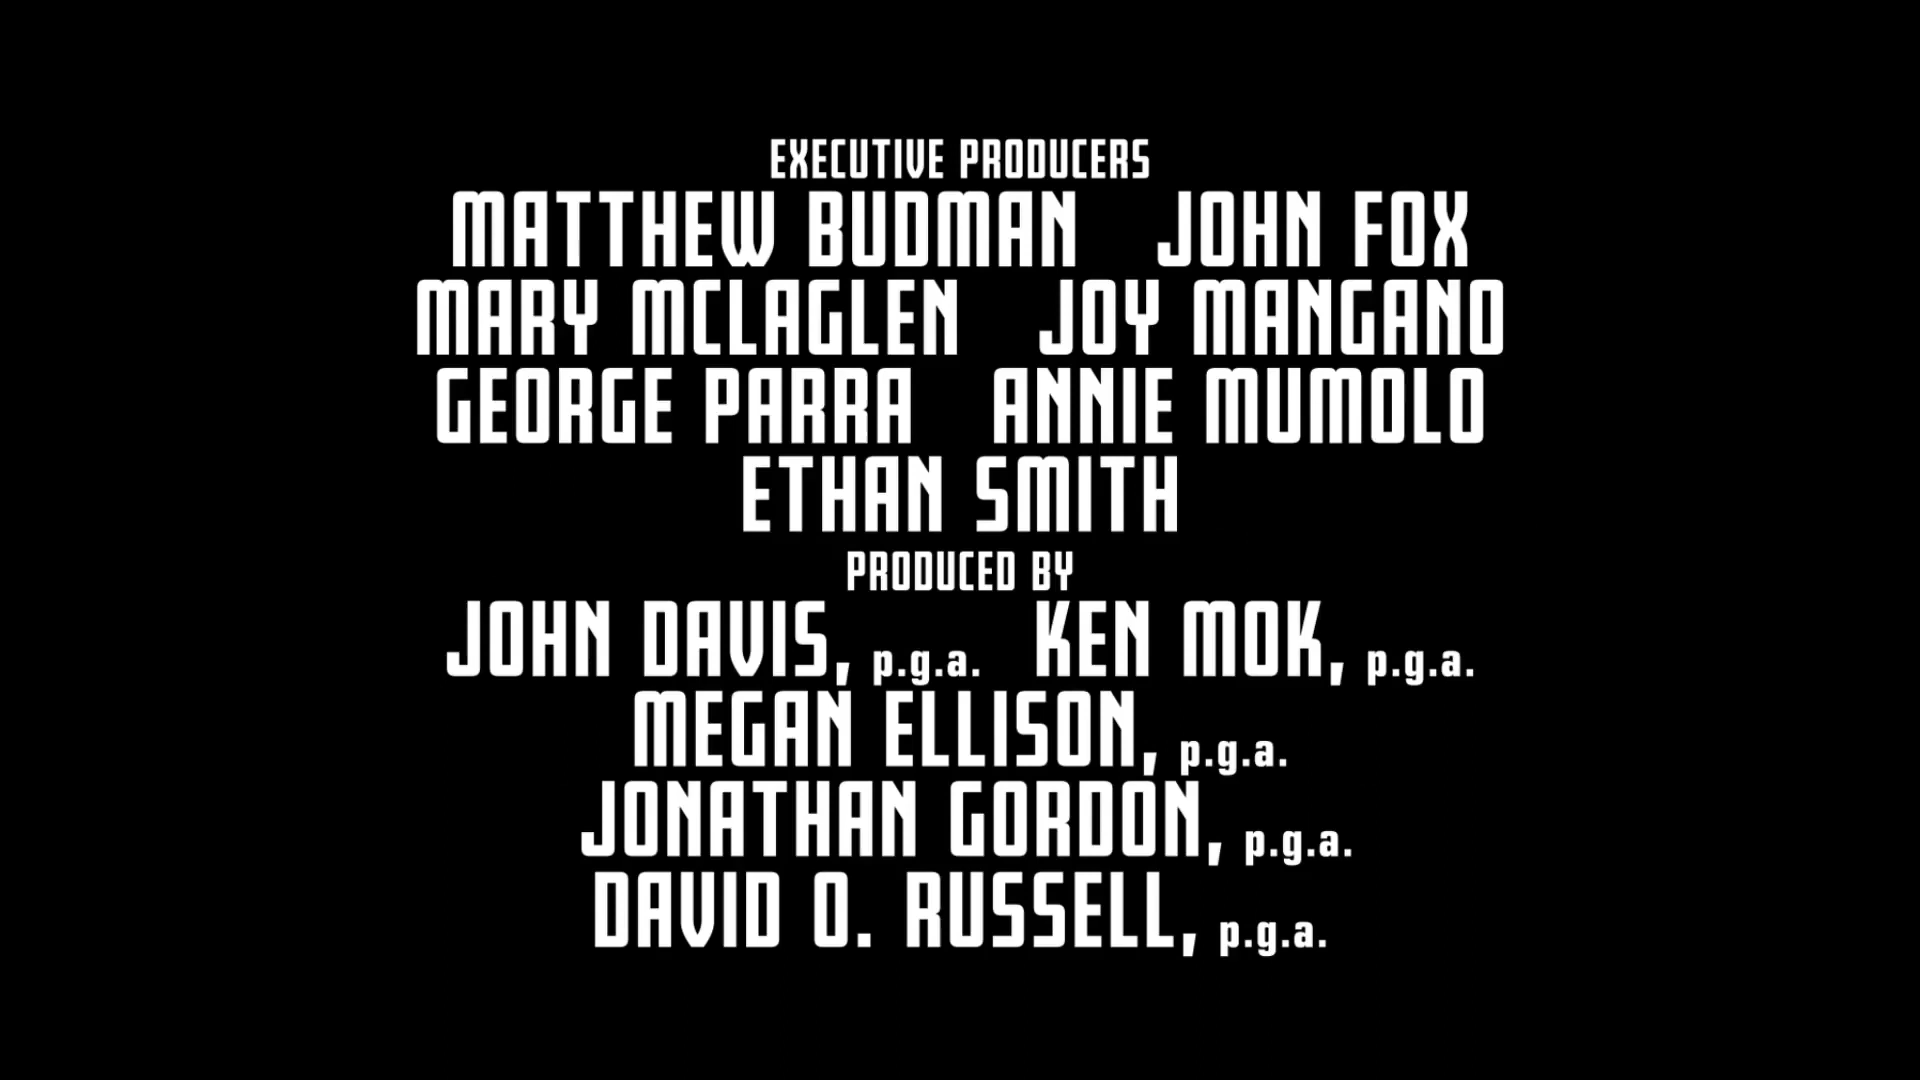 EXECUTIVE PRODUCERS
MATTHEW BUDMAN JOHN FOX
MARY MCLAGLEN JOY MANGANO
GEORGE PARRA ANNIE MUMOLO
ETHAN SMITH
PRODUCED BY
JOHN DAVIS, p.g.a. KEN MOK, p.g.a.
MEGAN ELLISON, p.g.a.
JONATHAN GORDON, p.g.a.
DAVID O. RUSSELL, p.g.a.